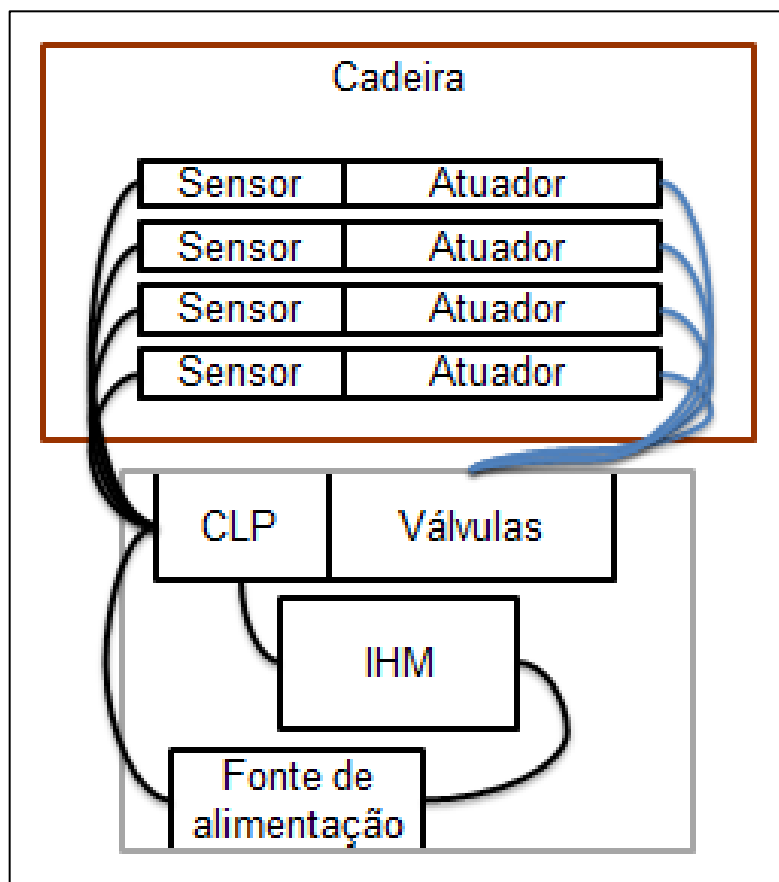 Cadeira
Sensor Atuador
Sensor Atuador
Sensor Atuador
Sensor Atuador
CLP Válvulas
IHM
Fonte de
alimentação